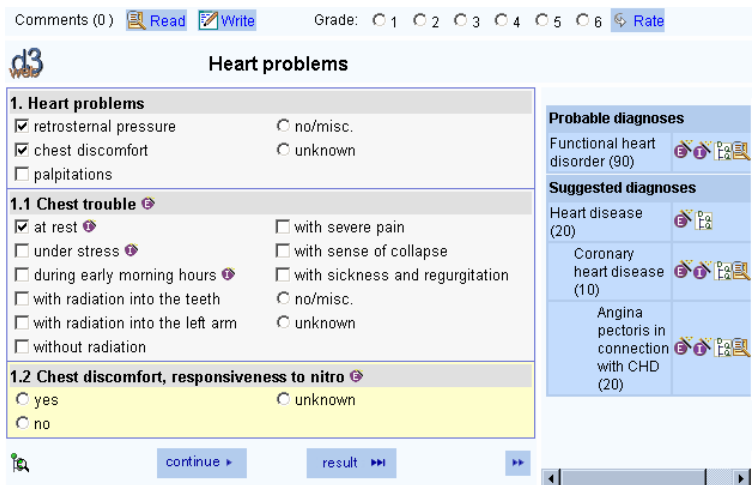 Comments (0) Read Write Grade: 1 2 3 4 5 6 Rate
d3 web Heart problems
1. Heart problems
retrosternal pressure no/misc.
chest discomfort unknown
palpitations
1.1 Chest trouble E
at rest I with severe pain
under stress I with sense of collapse
during early morning hours I with sickness and regurgitation
with radiation into the teeth no/misc.
with radiation into the left arm unknown
without radiation
1.2 Chest discomfort, responsiveness to nitro E
yes unknown
no
continue result
Probable diagnoses
Functional heart
disorder (90) E I
Suggested diagnoses
Heart disease
(20) E
Coronary
heart disease E I
(10)
Angina
pectoris in
connection E I
with CHD
(20)